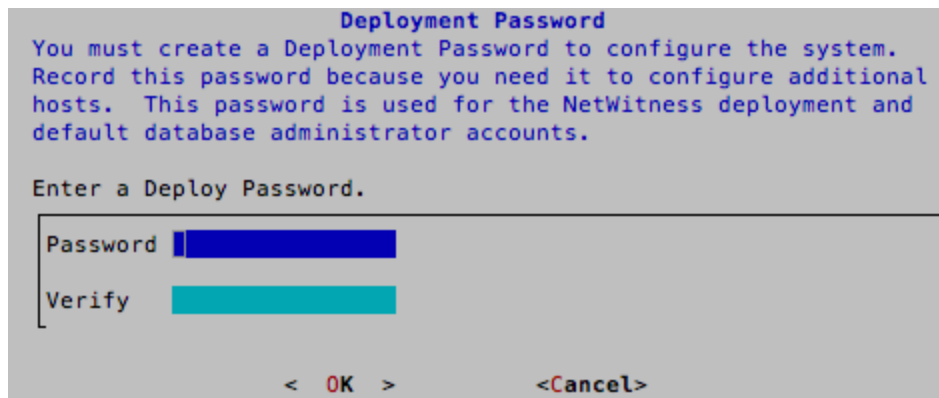 Deployment Password
You must create a Deployment Password to configure the system.
Record this password because you need it to configure additional
hosts.  This password is used for the NetWitness deployment and
default database administrator accounts.
Enter a Deploy Password.
Password
Verify
<  OK  >          <Cancel>